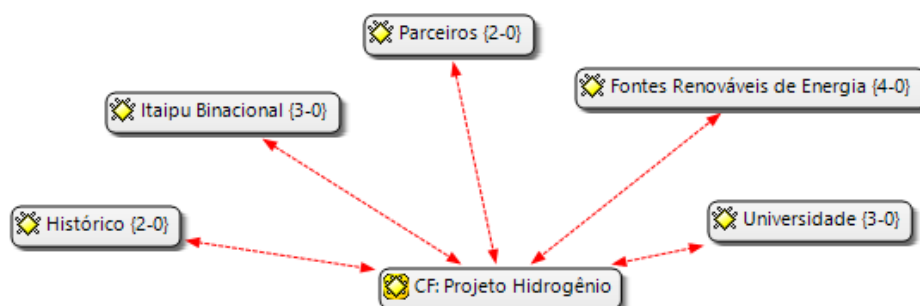 Parceiros {2-0}
Fontes Renováveis de Energia {4-0}
Itaipu Binacional {3-0}
Histórico {2-0}
Universidade {3-0}
CF: Projeto Hidrogênio